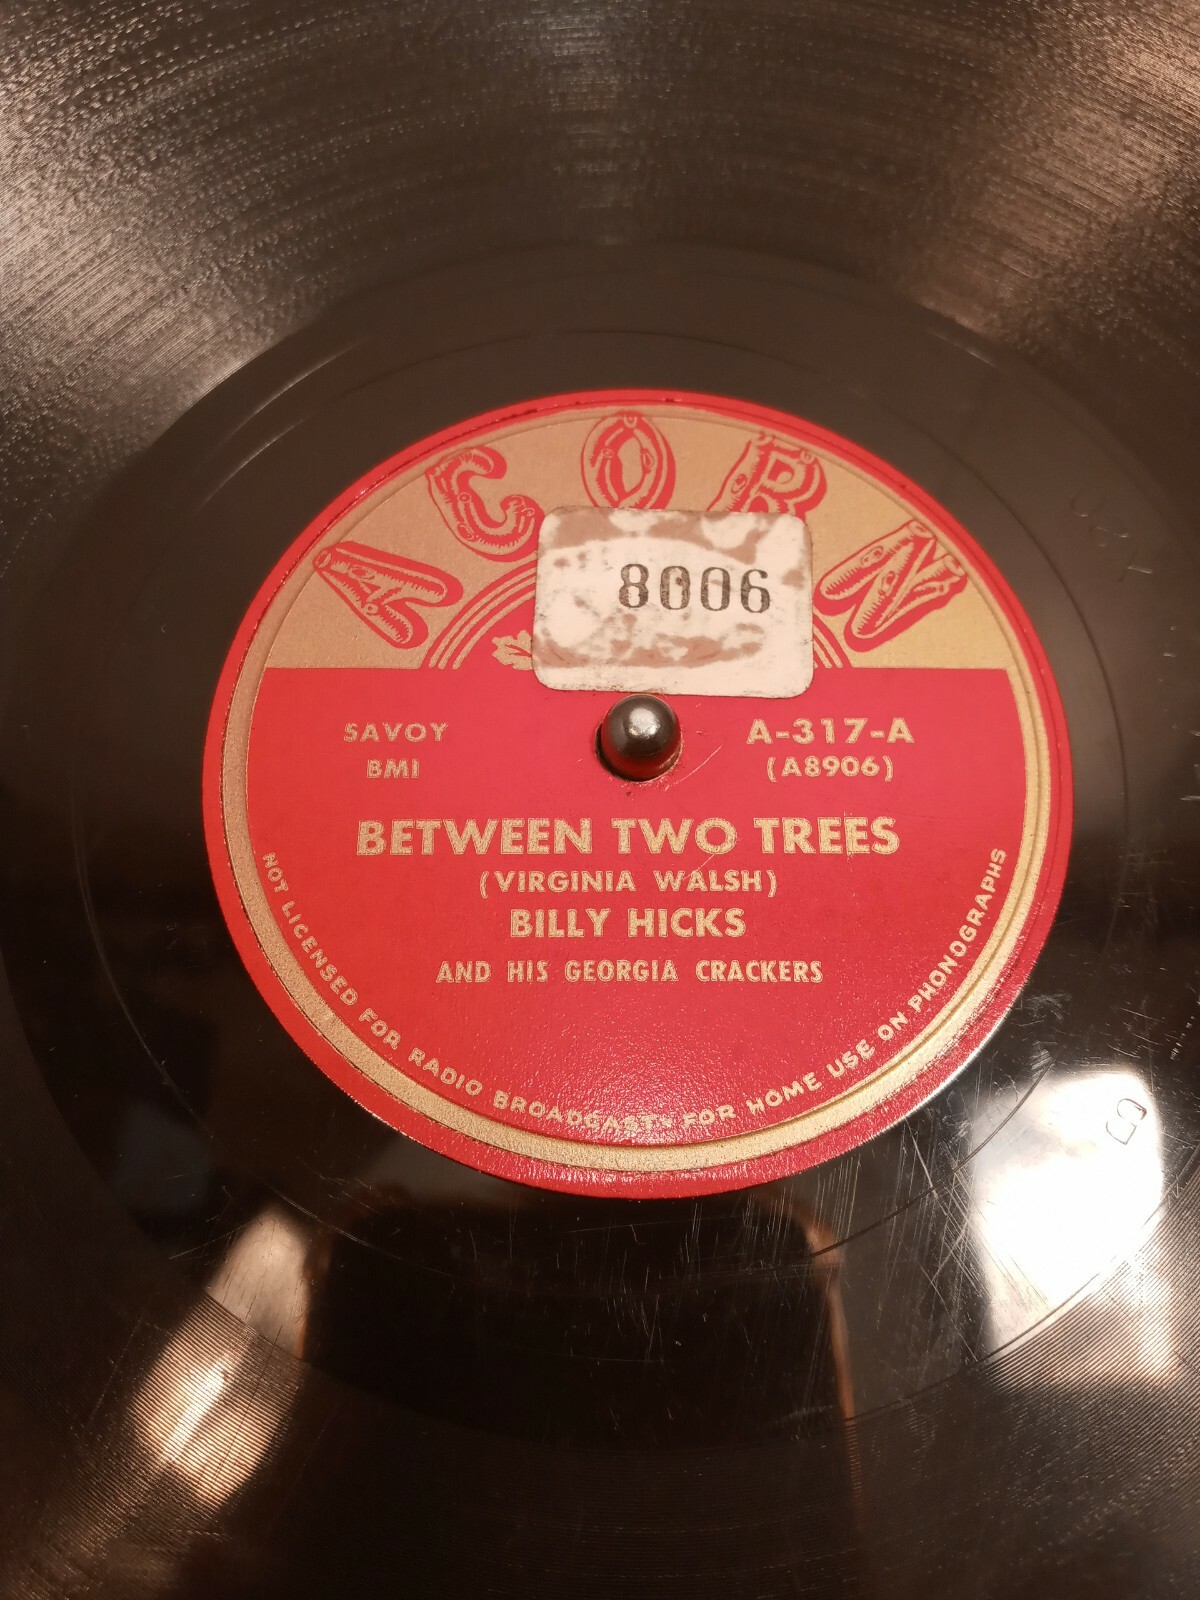 ACORN
8006
SAVOY
BMI
A-317-A
(A8906)
BETWEEN TWO TREES
(VIRGINIA WALSH)
BILLY HICKS
AND HIS GEORGIA CRACKERS
NOT LICENSED FOR RADIO BROADCAST. FOR HOME USE ON PHONOGRAPHS